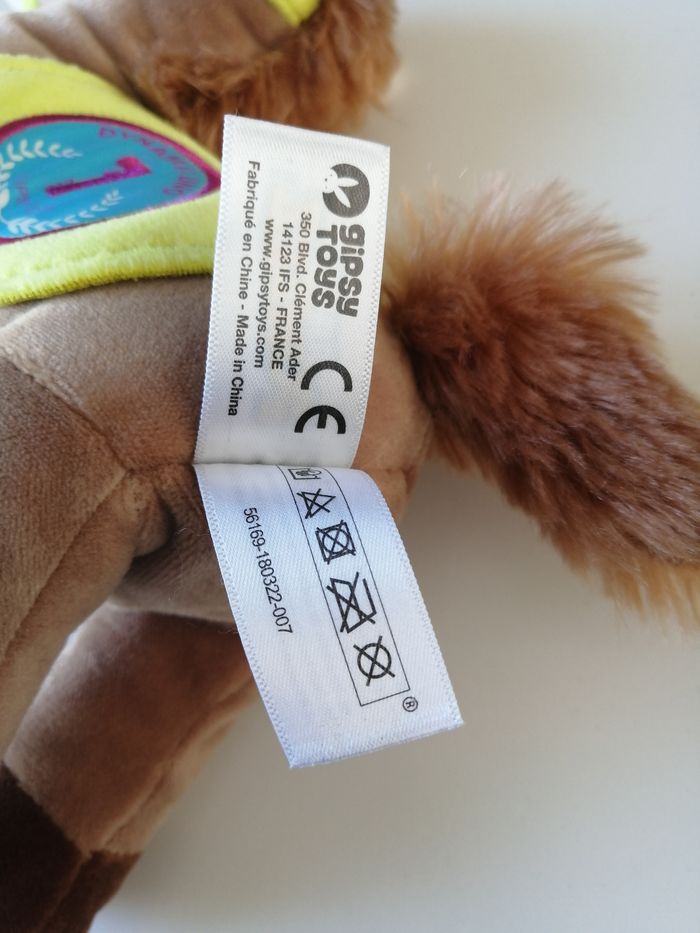 gipsy
Toys
350 Blvd. Clément Ader
14123 IFS - FRANCE
www.gipsytoys.com
Fabriqué en Chine - Made in China
CE
56169-180322-007
®
1